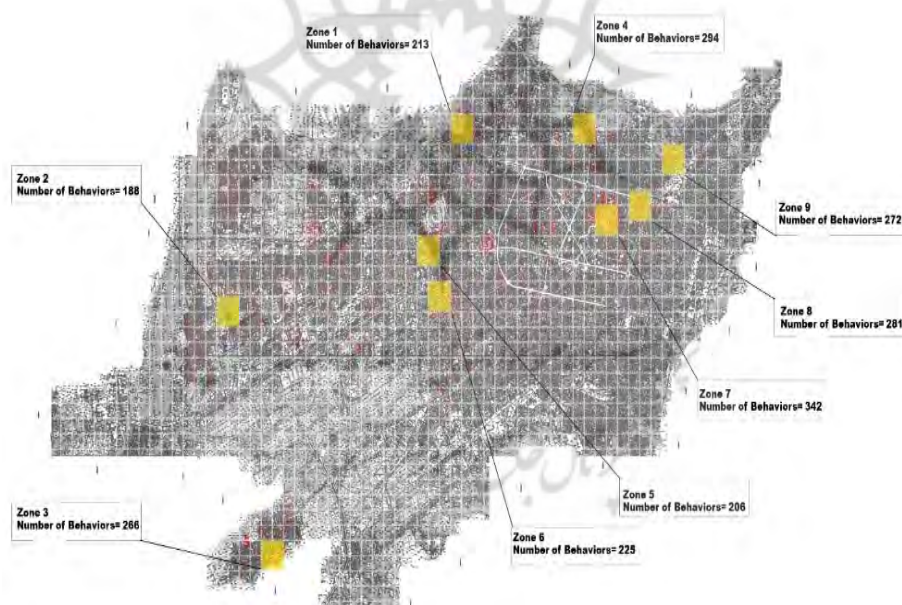 Zone 1
Number of Behaviors= 213
Zone 4
Number of Behaviors= 294
Zone 2
Number of Behaviors= 188
Zone 9
Number of Behaviors= 272
Zone 8
Number of Behaviors= 281
Zone 7
Number of Behaviors= 342
Zone 5
Number of Behaviors= 206
Zone 3
Number of Behaviors= 266
Zone 6
Number of Behaviors= 225